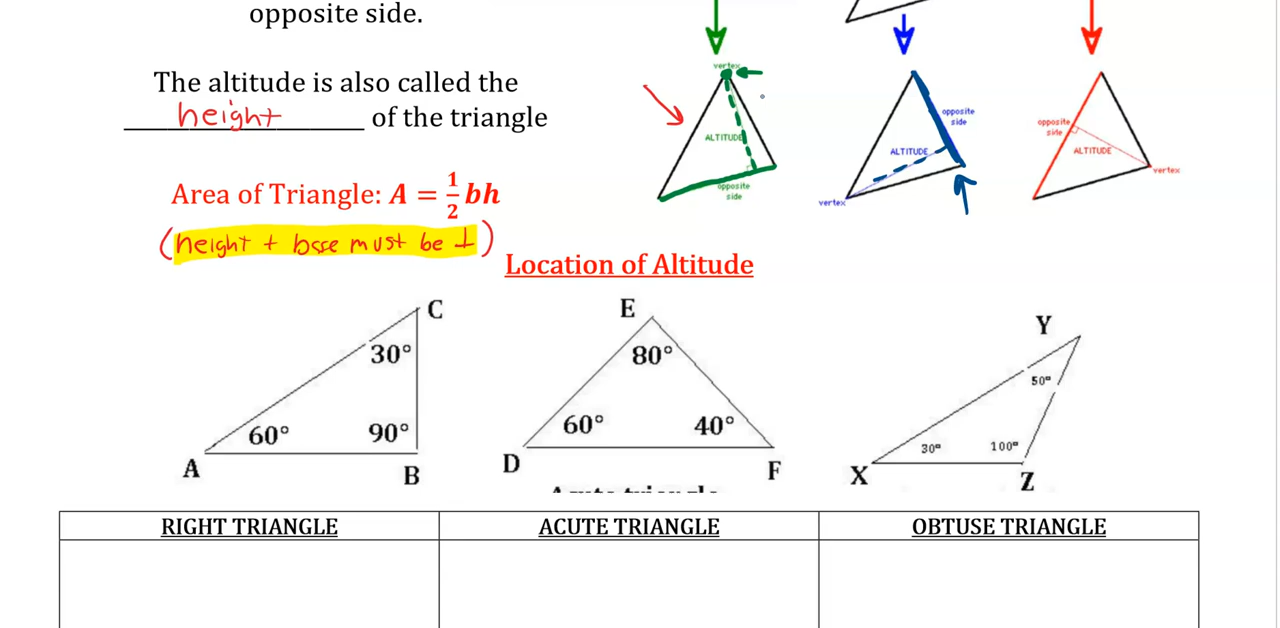 opposite side.
The altitude is also called the
height of the triangle
Area of Triangle: A = 1/2 bh
(height + base must be ⊥)
vertex
ALTITUDE
opposite
side
opposite
side
ALTITUDE
vertex
opposite
side
ALTITUDE
vertex
Location of Altitude
C
30°
60°
90°
A
B
E
80°
60°
40°
D
F
Y
50°
30°
100°
X
Z
Acute triangle
RIGHT TRIANGLE
ACUTE TRIANGLE
OBTUSE TRIANGLE